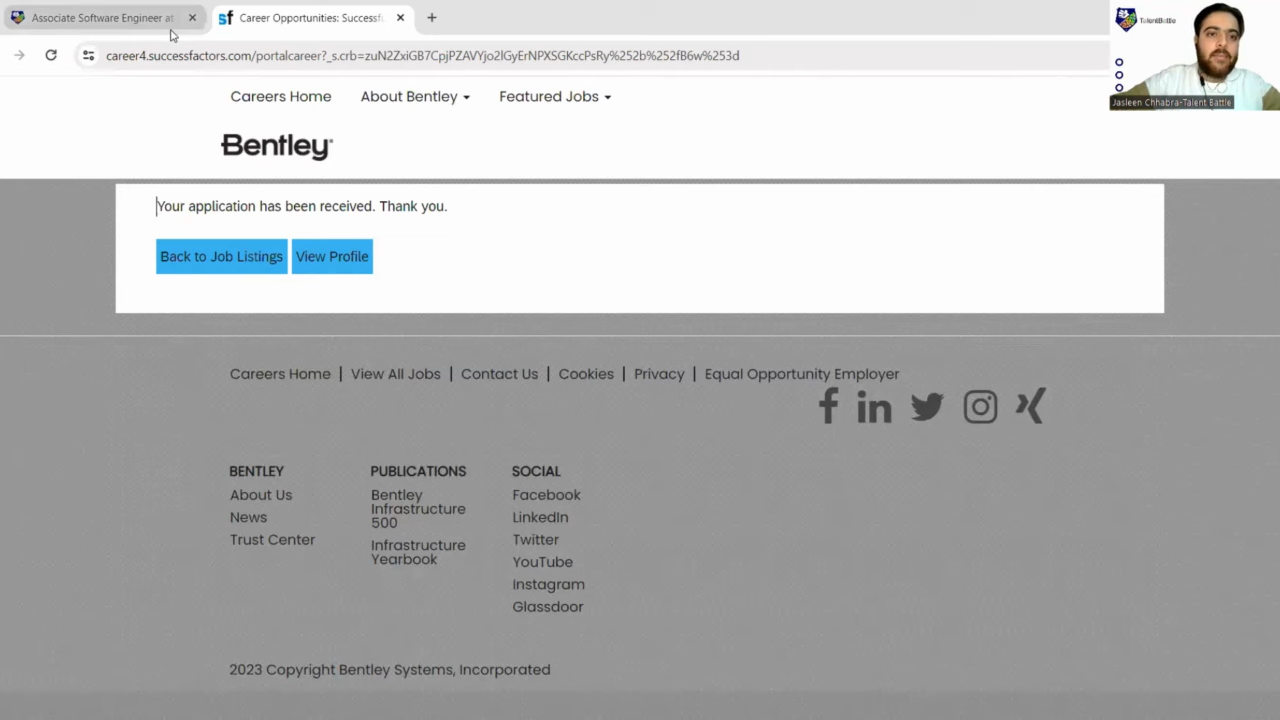 Associate Software Engineer at
Career Opportunities: Successfu
career4.successfactors.com/portalcareer?_s.crb=zuN2ZxiGB7CpjPZAVYjo2IGyErNPXSGKccPsRy%252b%252fB6w%253d
TalentBattle
Jasleen Chhabra-Talent Battle
Careers Home
About Bentley
Featured Jobs
Bentley
Your application has been received. Thank you.
Back to Job Listings
View Profile
Careers Home | View All Jobs | Contact Us | Cookies | Privacy | Equal Opportunity Employer
BENTLEY
About Us
News
Trust Center
PUBLICATIONS
Bentley
Infrastructure
500
Infrastructure
Yearbook
SOCIAL
Facebook
LinkedIn
Twitter
YouTube
Instagram
Glassdoor
2023 Copyright Bentley Systems, Incorporated